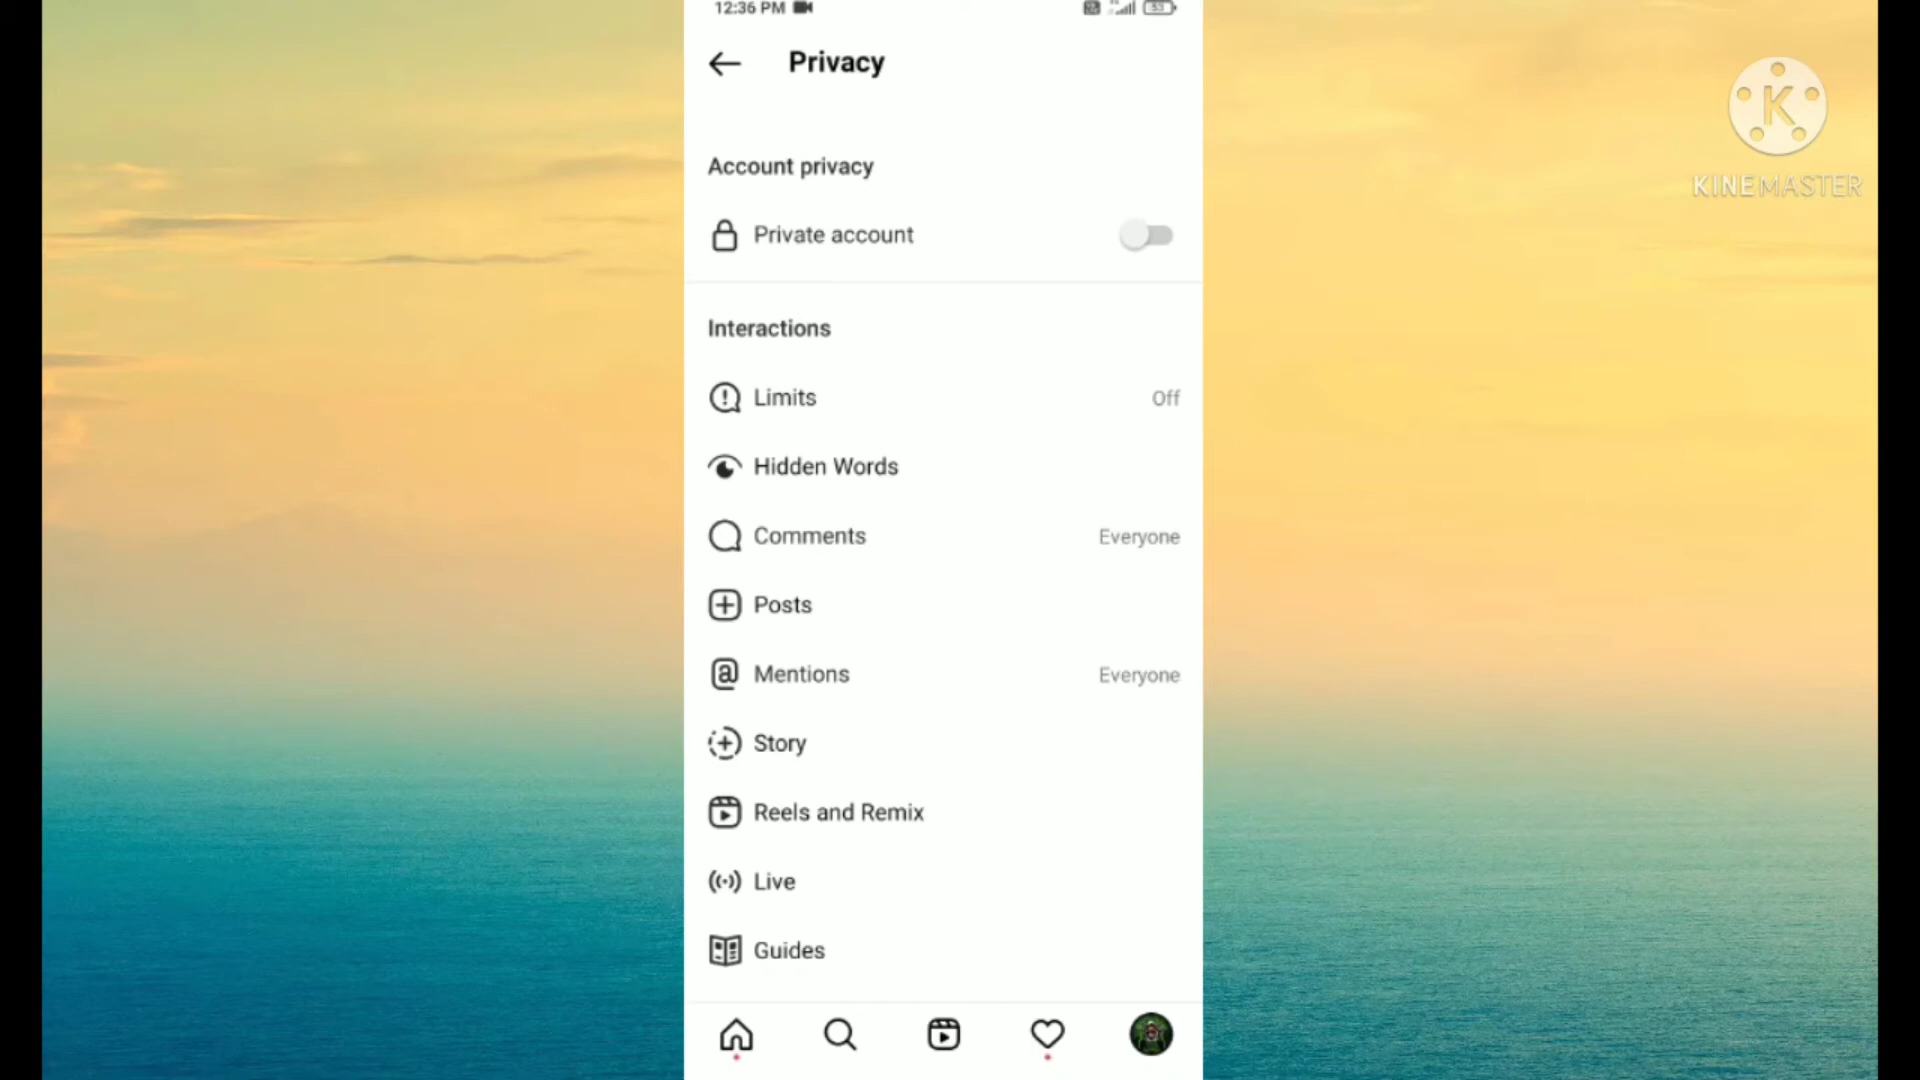 12:36 PM
53
Privacy
K
KINEMASTER
Account privacy
Private account
Interactions
Limits Off
Hidden Words
Comments Everyone
Posts
Mentions Everyone
Story
Reels and Remix
Live
Guides